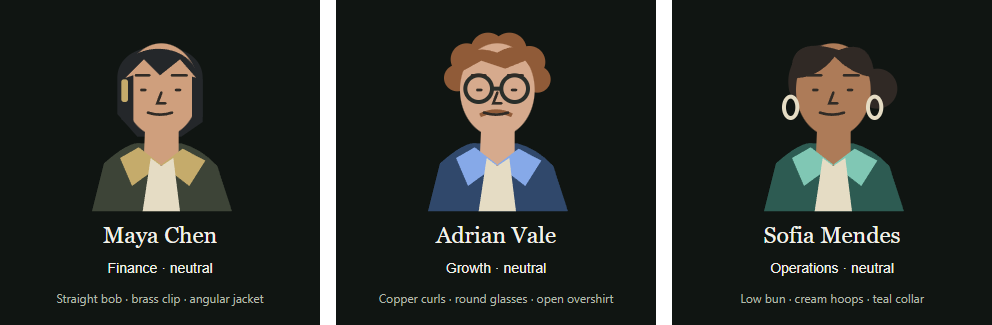 Maya Chen
Finance · neutral
Straight bob · brass clip · angular jacket
Adrian Vale
Growth · neutral
Copper curls · round glasses · open overshirt
Sofia Mendes
Operations · neutral
Low bun · cream hoops · teal collar